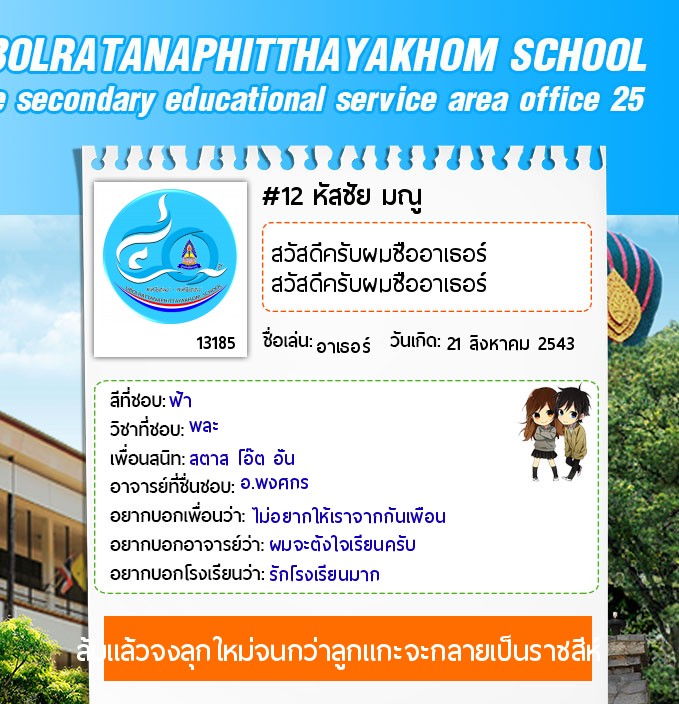 BOLRATANAPHITTHAYAKHOM SCHOOL
secondary educational service area office 25
#12 หัสชัย มณู
สวัสดีครับผมชื่ออาเธอร์
สวัสดีครับผมชื่ออาเธอร์
13185
ชื่อเล่น: อาเธอร์ วันเกิด: 21 สิงหาคม 2543
สีที่ชอบ: ฟ้า
วิชาที่ชอบ: พละ
เพื่อนสนิท: สตาส โอ๊ต อ้น
อาจารย์ที่ชื่นชอบ: อ.พงศกร
อยากบอกเพื่อนว่า: ไม่อยากให้เราจากกันเพื่อน
อยากบอกอาจารย์ว่า: ผมจะตั้งใจเรียนครับ
อยากบอกโรงเรียนว่า: รักโรงเรียนมาก
ล้มแล้วจงลุกใหม่จนกว่าลูกแกะจะกลายเป็นราชสีห์